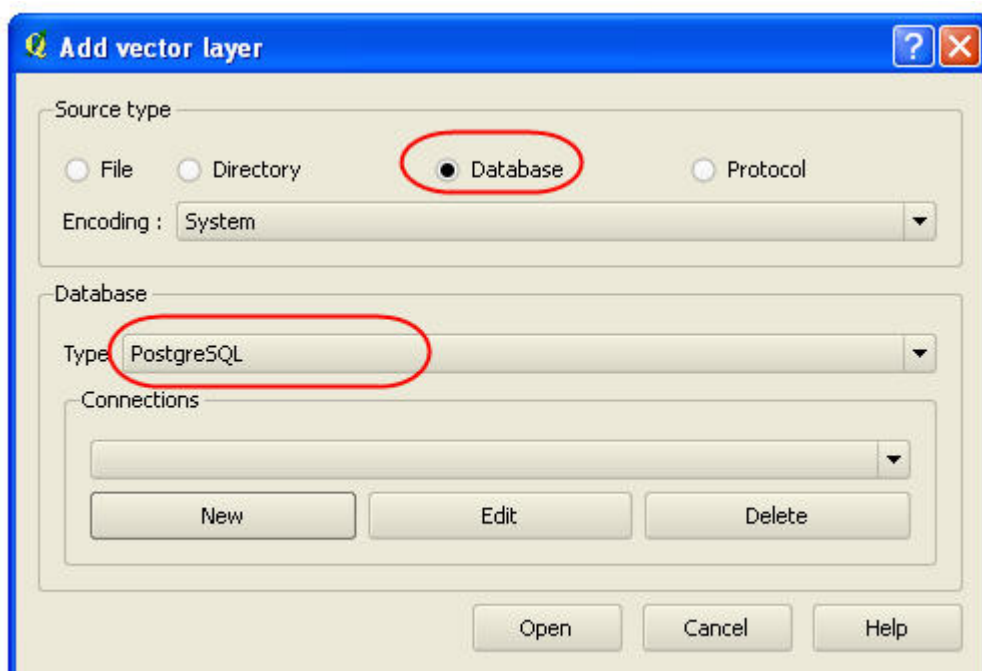 Add vector layer
Source type
File Directory Database Protocol
Encoding : System
Database
Type PostgreSQL
Connections
New Edit Delete
Open Cancel Help